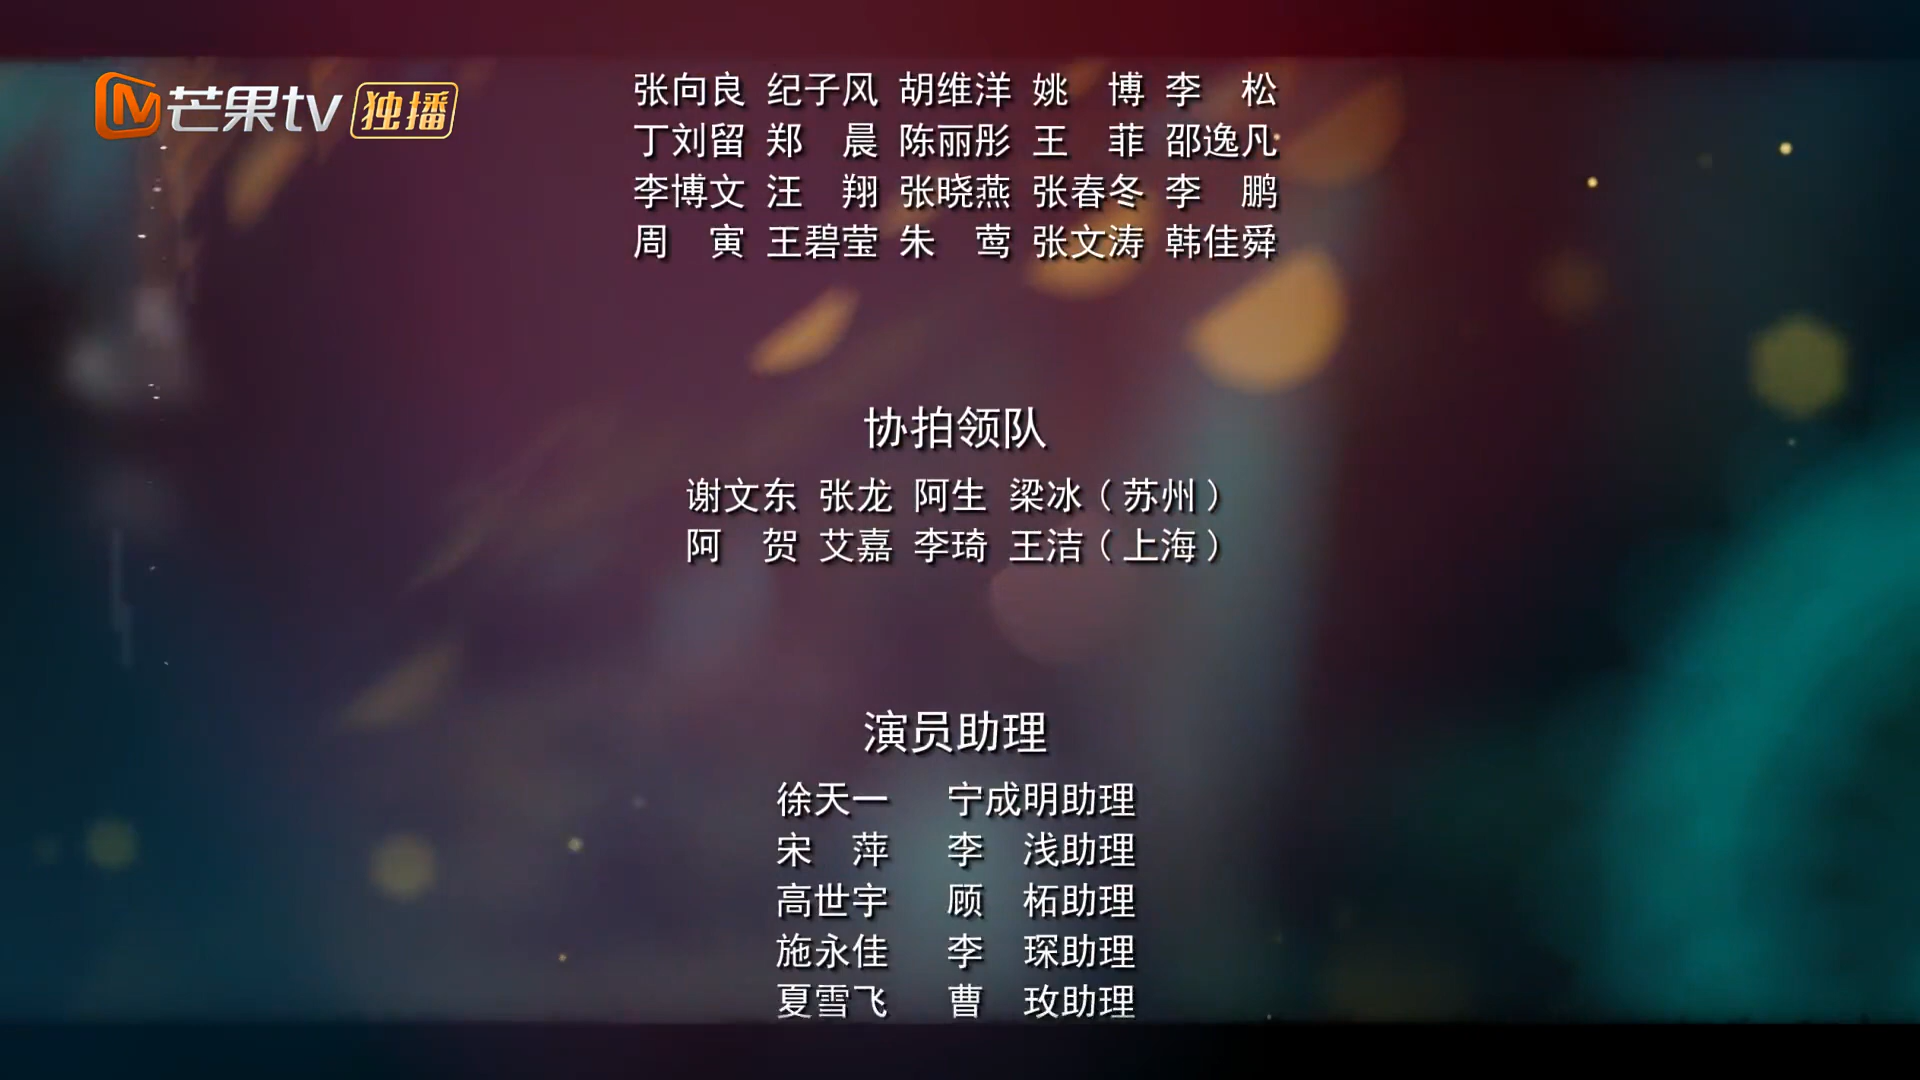 芒果tv 独播
张向良 纪子风 胡维洋 姚 博 李 松
丁刘留 郑 晨 陈丽彤 王 菲 邵逸凡
李博文 汪 翔 张晓燕 张春冬 李 鹏
周 寅 王碧莹 朱 莺 张文涛 韩佳舜
协拍领队
谢文东 张龙 阿生 梁冰（苏州）
阿 贺 艾嘉 李琦 王洁（上海）
演员助理
徐天一 宁成明助理
宋 萍 李 浅助理
高世宇 顾 柘助理
施永佳 李 琛助理
夏雪飞 曹 玫助理